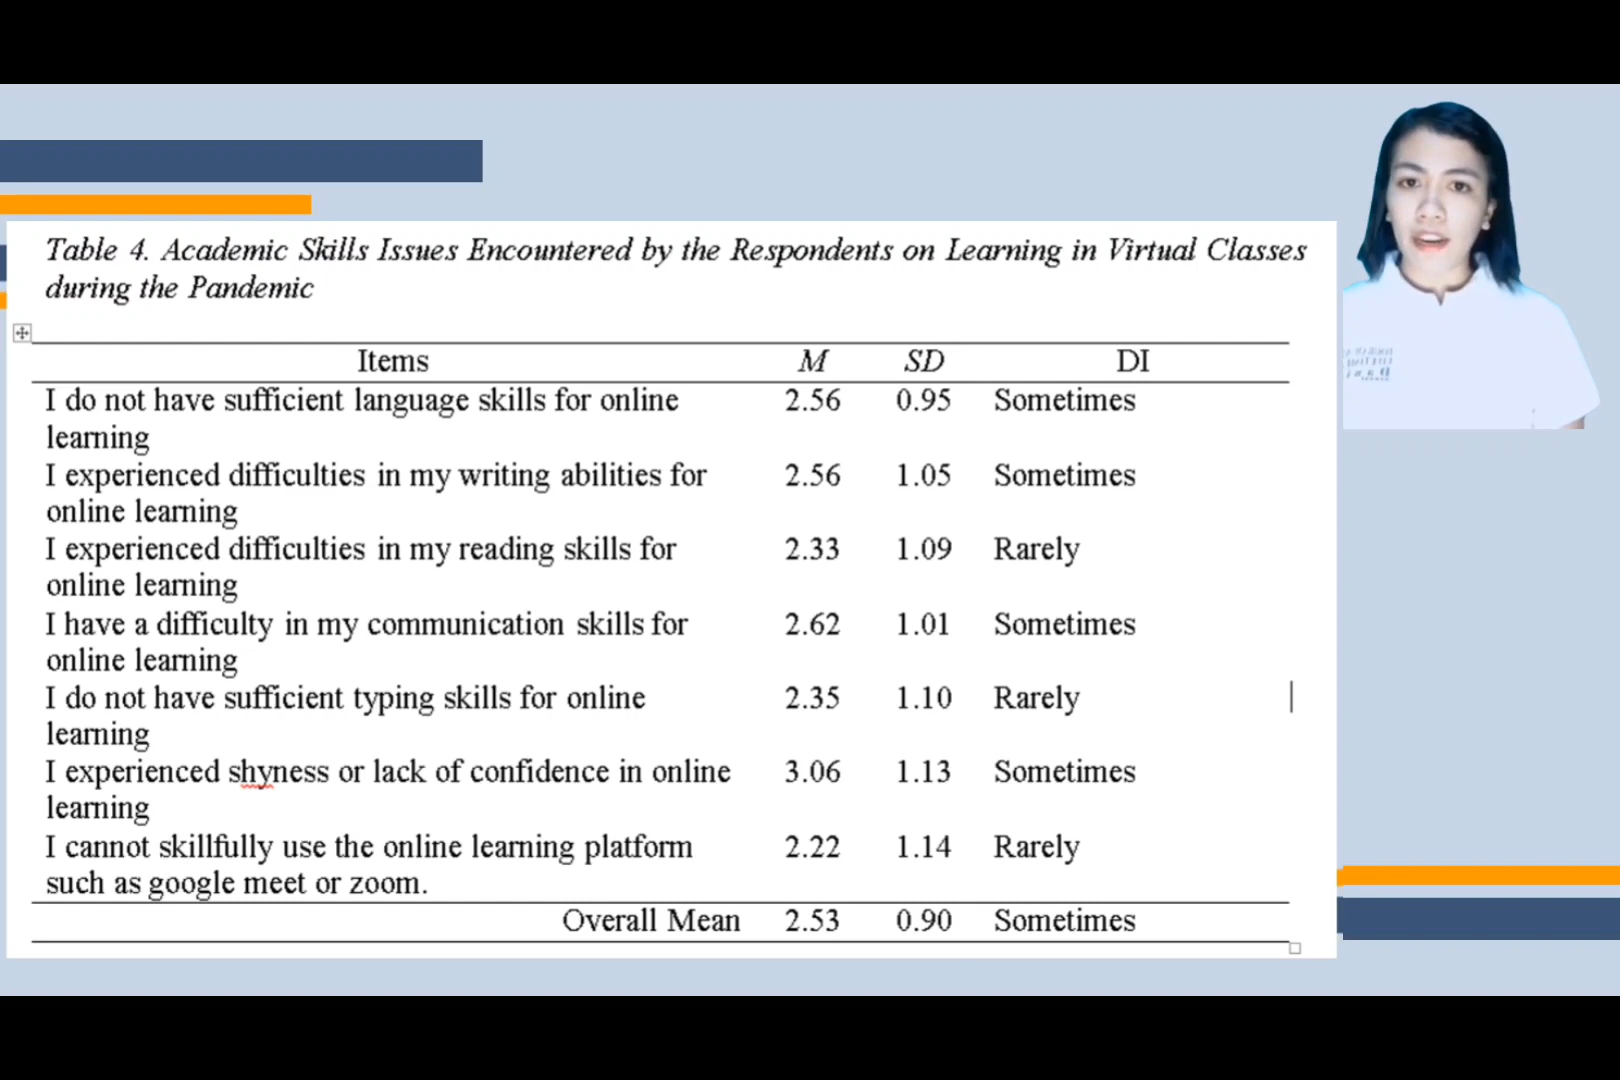 Table 4. Academic Skills Issues Encountered by the Respondents on Learning in Virtual Classes
during the Pandemic
Items M SD DI
I do not have sufficient language skills for online 2.56 0.95 Sometimes
learning
I experienced difficulties in my writing abilities for 2.56 1.05 Sometimes
online learning
I experienced difficulties in my reading skills for 2.33 1.09 Rarely
online learning
I have a difficulty in my communication skills for 2.62 1.01 Sometimes
online learning
I do not have sufficient typing skills for online 2.35 1.10 Rarely
learning
I experienced shyness or lack of confidence in online 3.06 1.13 Sometimes
learning
I cannot skillfully use the online learning platform 2.22 1.14 Rarely
such as google meet or zoom.
Overall Mean 2.53 0.90 Sometimes